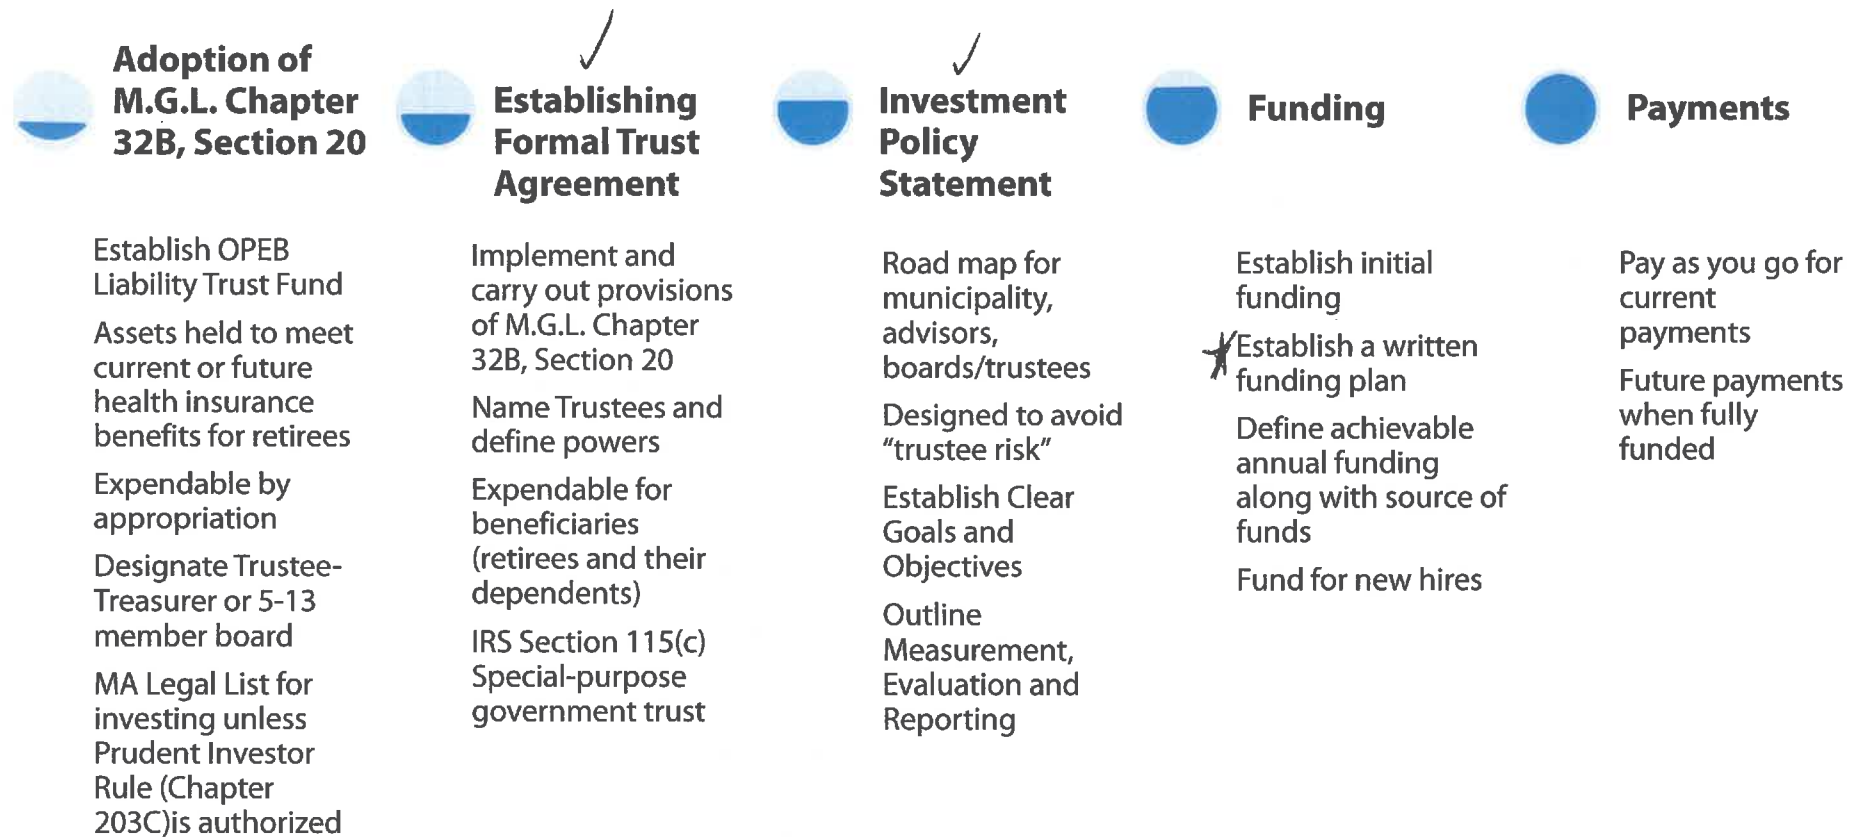 Adoption of
M.G.L. Chapter
32B, Section 20
Establish OPEB
Liability Trust Fund
Assets held to meet
current or future
health insurance
benefits for retirees
Expendable by
appropriation
Designate Trustee-
Treasurer or 5-13
member board
MA Legal List for
investing unless
Prudent Investor
Rule (Chapter
203C)is authorized
Establishing
Formal Trust
Agreement
Implement and
carry out provisions
of M.G.L. Chapter
32B, Section 20
Name Trustees and
define powers
Expendable for
beneficiaries
(retirees and their
dependents)
IRS Section 115(c)
Special-purpose
government trust
Investment
Policy
Statement
Road map for
municipality,
advisors,
boards/trustees
Designed to avoid
"trustee risk"
Establish Clear
Goals and
Objectives
Outline
Measurement,
Evaluation and
Reporting
Funding
Establish initial
funding
Establish a written
funding plan
Define achievable
annual funding
along with source of
funds
Fund for new hires
Payments
Pay as you go for
current
payments
Future payments
when fully
funded